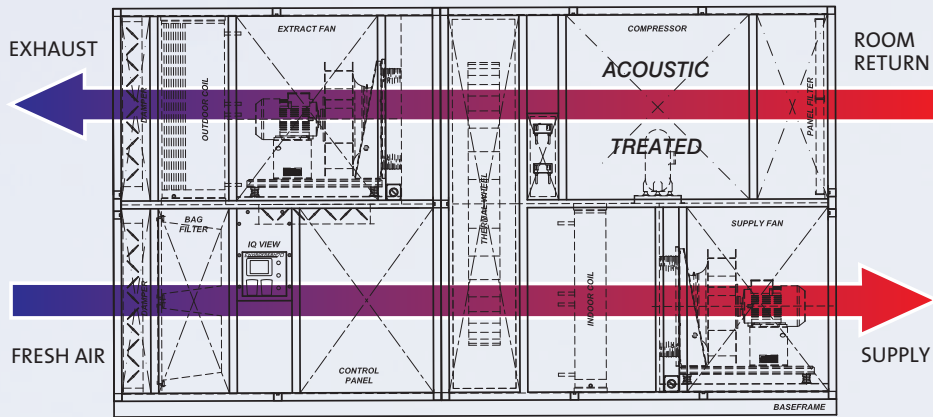 EXHAUST
EXTRACT FAN
COMPRESSOR
ROOM
RETURN
ACOUSTIC
TREATED
DAMPER
OUTDOOR COIL
PANEL FILTER
THERMAL WHEEL
BAG
FILTER
IQ VIEW
SUPPLY FAN
DAMPER
INDOOR COIL
FRESH AIR
CONTROL
PANEL
SUPPLY
BASEFRAME